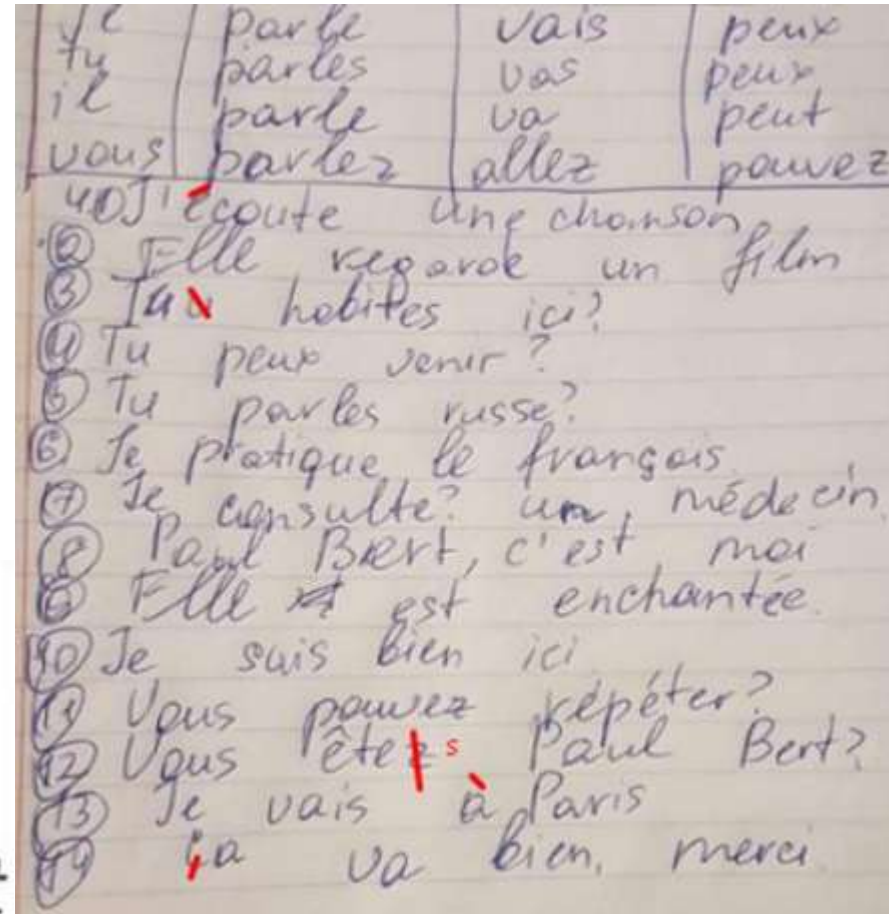 je parle vais peux
tu parles vas peux
il parle va peut
vous parlez allez pouvez
4) ① J'écoute une chanson
② Elle regarde un film
③ Tu habites ici?
④ Tu peux venir?
⑤ Tu parles russe?
⑥ Je pratique le français
⑦ Je consulte? un médecin
⑧ Paul Bert, c'est moi
⑨ Elle est enchantée.
⑩ Je suis bien ici
⑪ Vous pouvez répéter?
⑫ Vous êtez s Paul Bert?
⑬ Je vais à Paris
⑭ ça va bien, merci